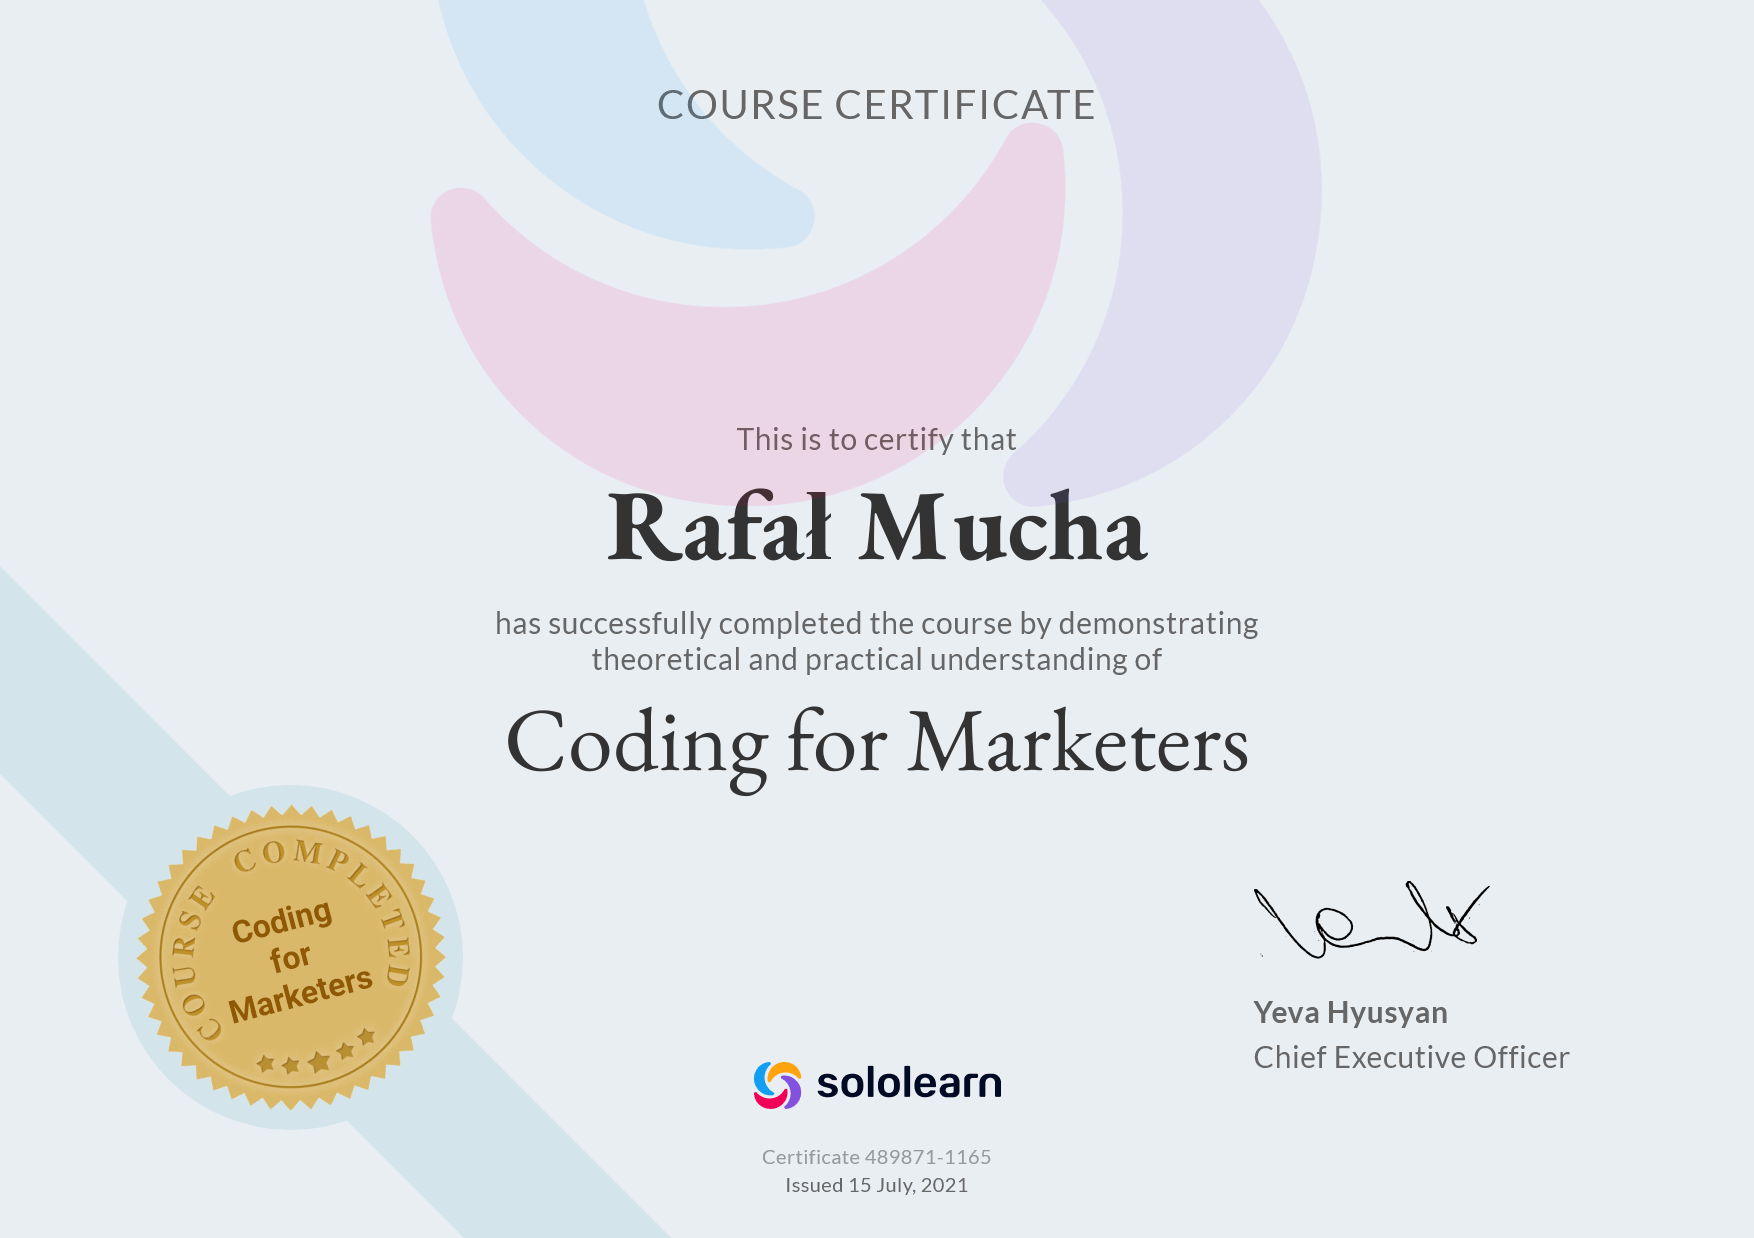 COURSE CERTIFICATE
This is to certify that
Rafał Mucha
has successfully completed the course by demonstrating
theoretical and practical understanding of
Coding for Marketers
COURSE COMPLETED
Coding
for
Marketers
Yeva Hyusyan
Chief Executive Officer
sololearn
Certificate 489871-1165
Issued 15 July, 2021